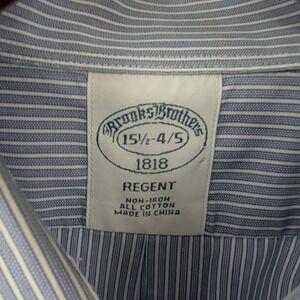 Brooks Brothers
15½-4/5
1818
REGENT
NON-IRON
ALL COTTON
MADE IN CHINA